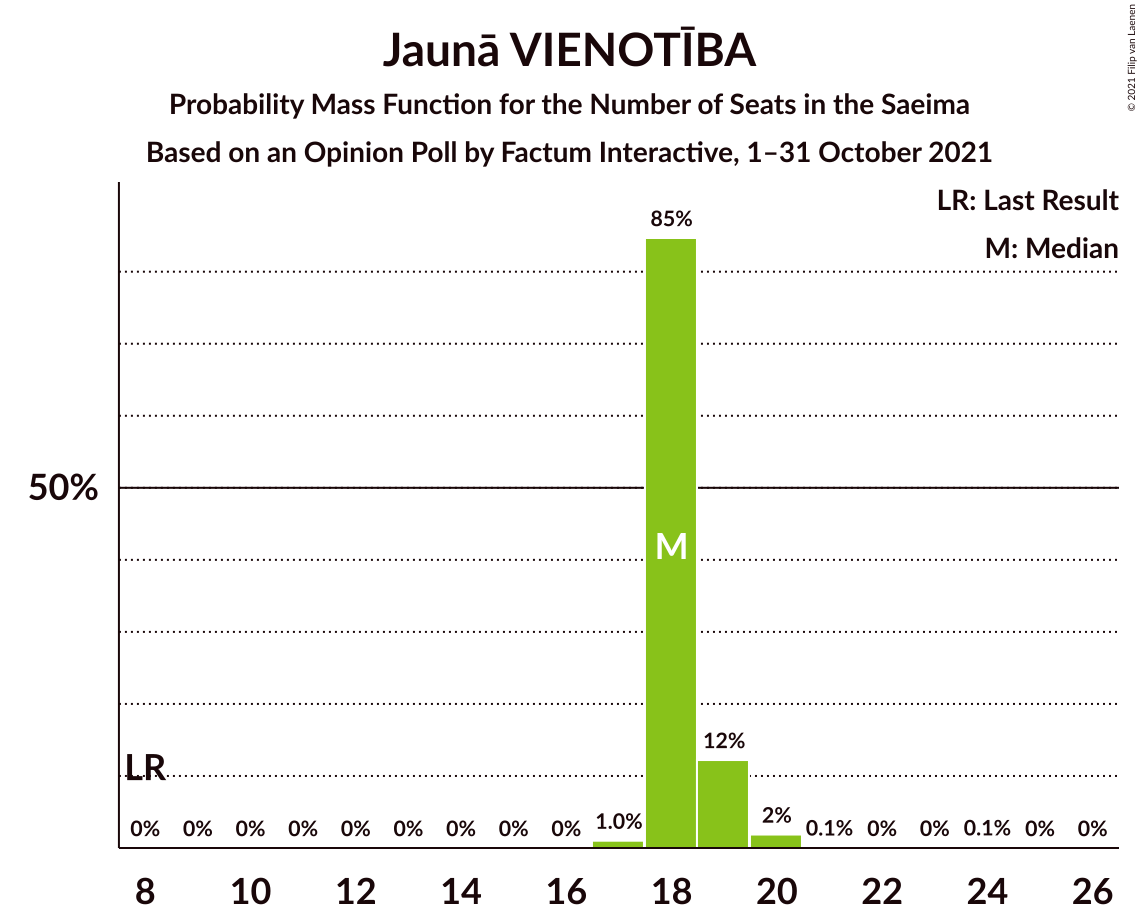 Jaunā VIENOTĪBA
Probability Mass Function for the Number of Seats in the Saeima
Based on an Opinion Poll by Factum Interactive, 1–31 October 2021
© 2021 Filip van Laenen
LR: Last Result
M: Median
85%
50%
M
12%
LR
0% 0% 0% 0% 0% 0% 0% 0% 0% 1.0% 2% 0.1% 0% 0% 0.1% 0% 0%
8 10 12 14 16 18 20 22 24 26